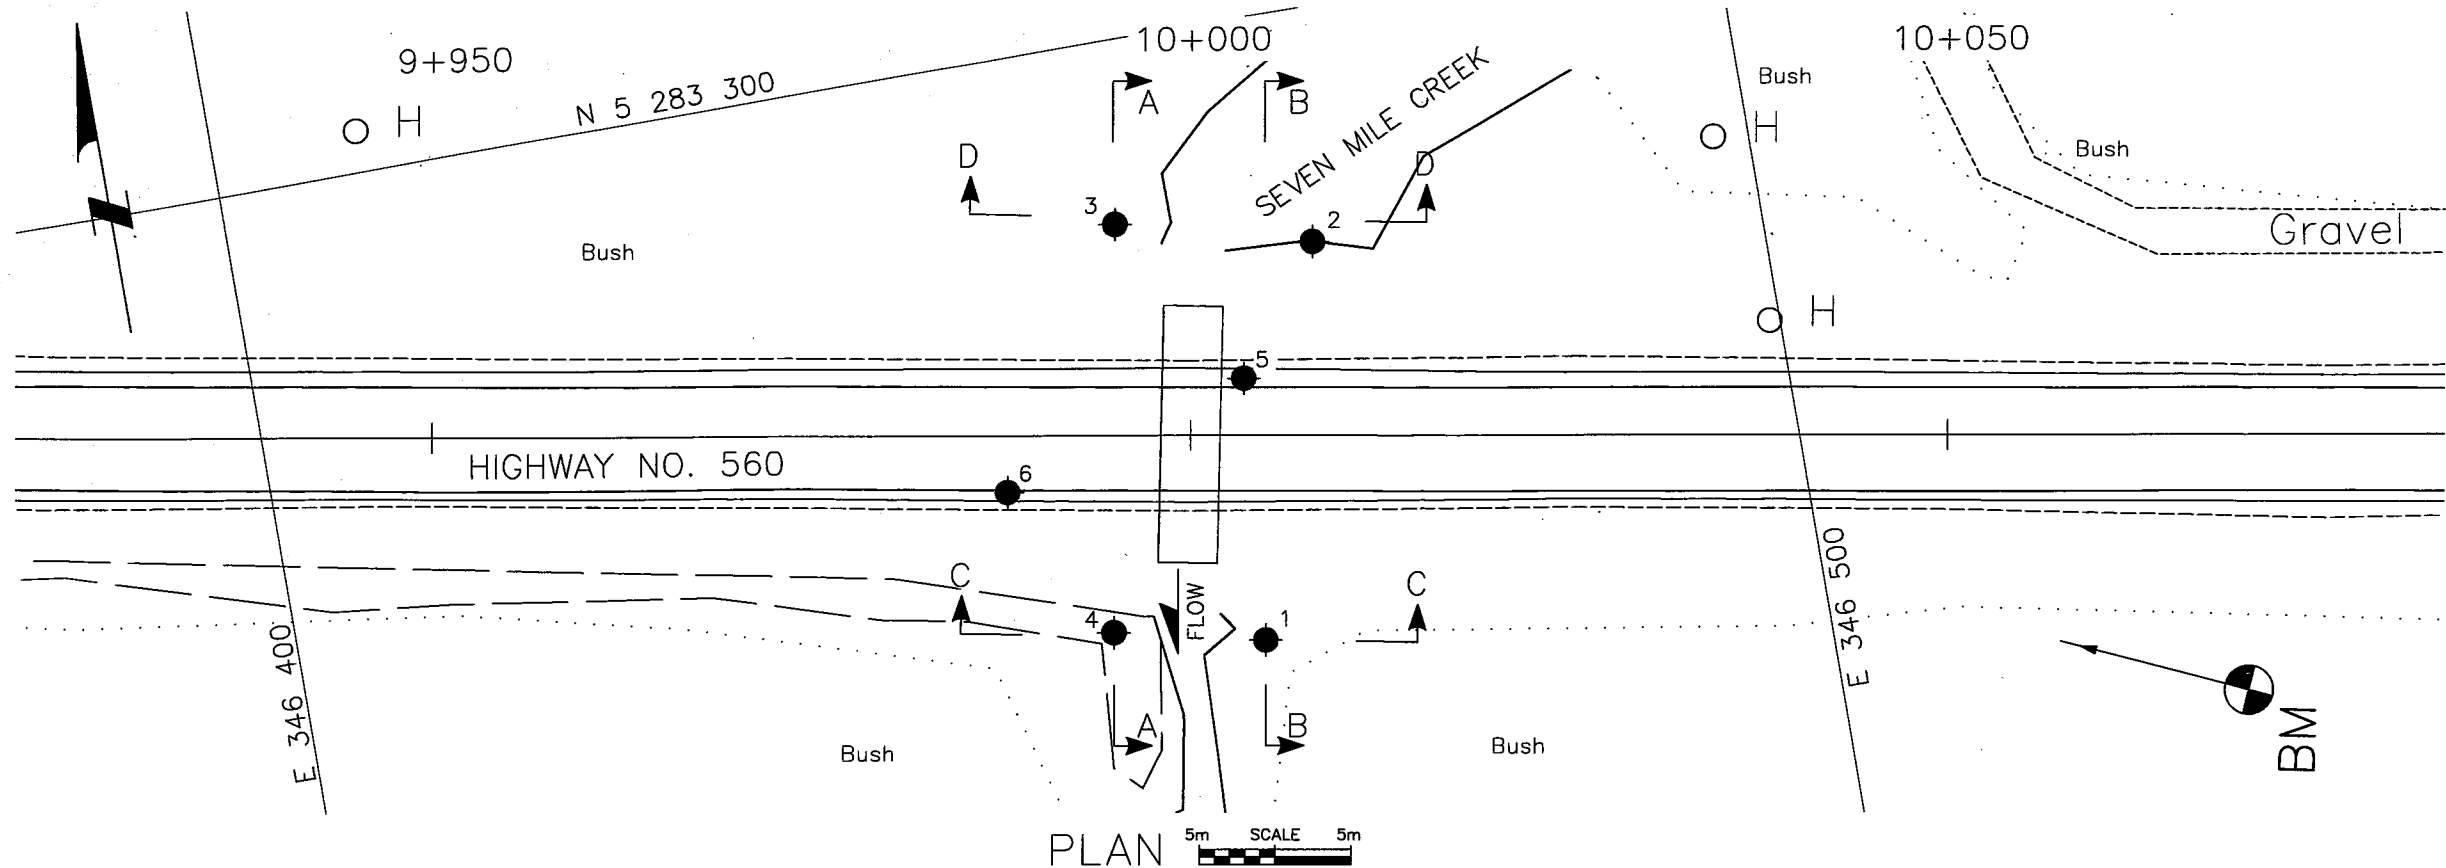 9+950
10+000
10+050
N 5 283 300
H
A
B
SEVEN MILE CREEK
Bush
H
Bush
D
D
3
2
Bush
Gravel
H
5
HIGHWAY NO. 560
6
C
C
4
FLOW
1
E 346 400
E 346 500
A
B
Bush
Bush
BM
PLAN
5m SCALE 5m